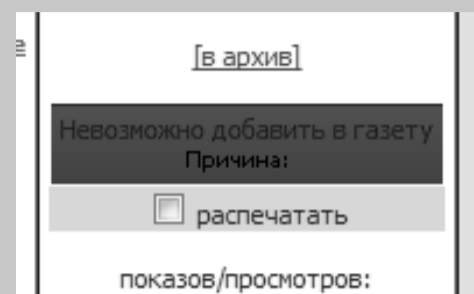 [в архив]
Невозможно добавить в газету
Причина:
распечатать
показов/просмотров: